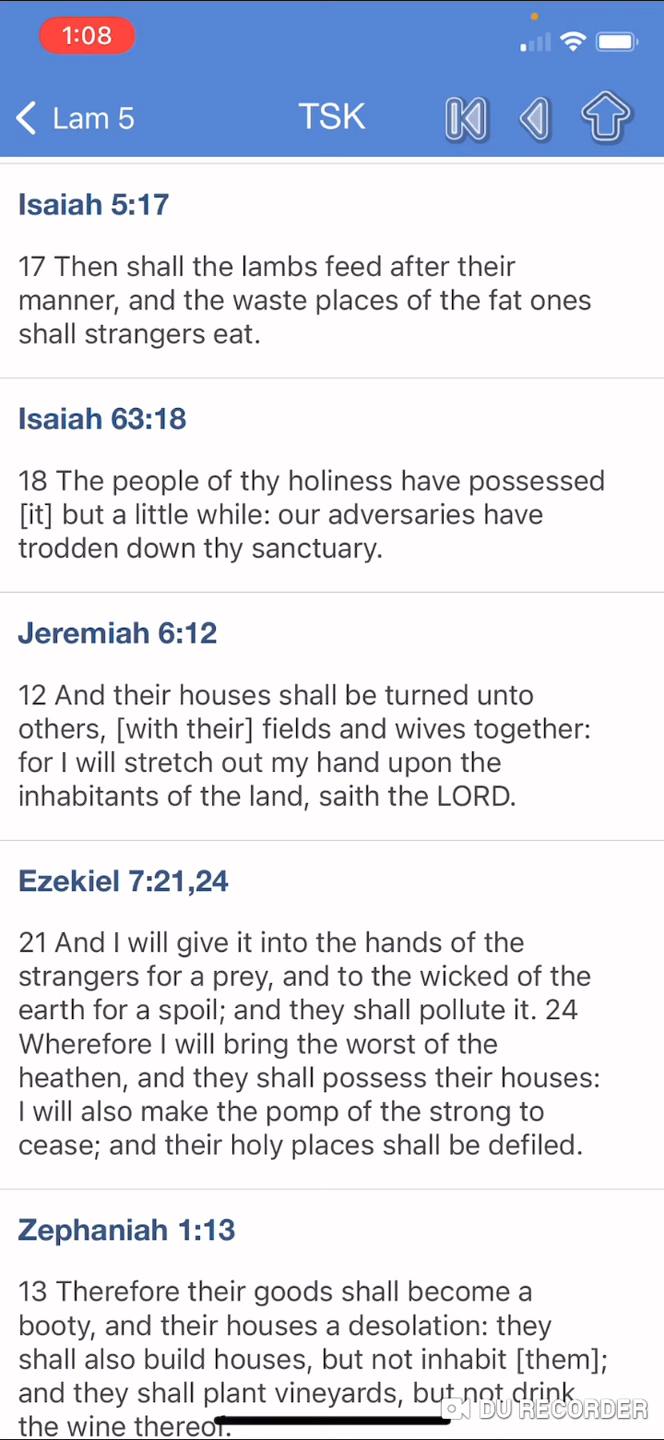 1:08
Lam 5
TSK
Isaiah 5:17
17 Then shall the lambs feed after their
manner, and the waste places of the fat ones
shall strangers eat.
Isaiah 63:18
18 The people of thy holiness have possessed
[it] but a little while: our adversaries have
trodden down thy sanctuary.
Jeremiah 6:12
12 And their houses shall be turned unto
others, [with their] fields and wives together:
for I will stretch out my hand upon the
inhabitants of the land, saith the LORD.
Ezekiel 7:21,24
21 And I will give it into the hands of the
strangers for a prey, and to the wicked of the
earth for a spoil; and they shall pollute it. 24
Wherefore I will bring the worst of the
heathen, and they shall possess their houses:
I will also make the pomp of the strong to
cease; and their holy places shall be defiled.
Zephaniah 1:13
13 Therefore their goods shall become a
booty, and their houses a desolation: they
shall also build houses, but not inhabit [them];
and they shall plant vineyards, but not drink
the wine thereof.
DU RECORDER